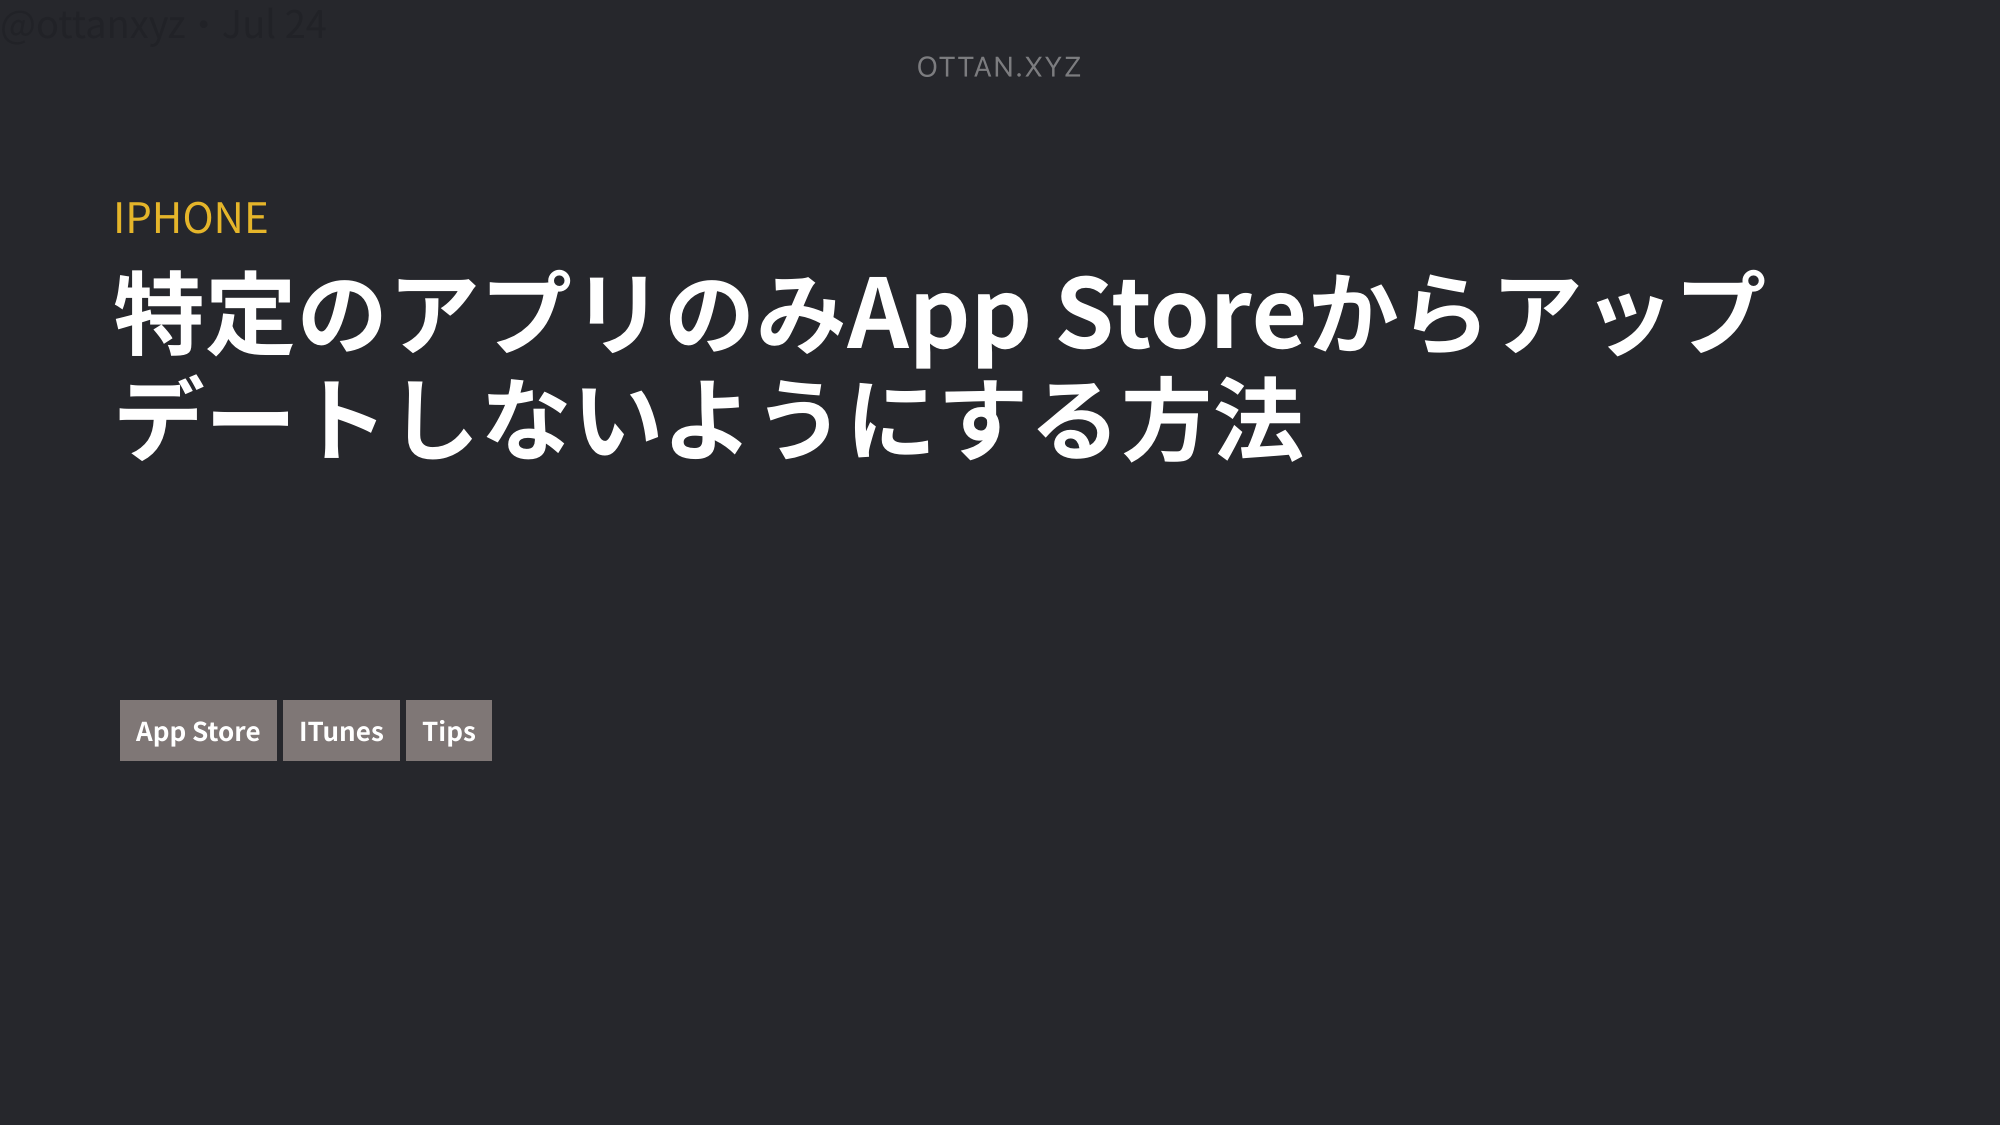 @ottanxyz・Jul 24
OTTAN.XYZ
IPHONE
特定のアプリのみApp Storeからアップ
デートしないようにする方法
App Store
ITunes
Tips